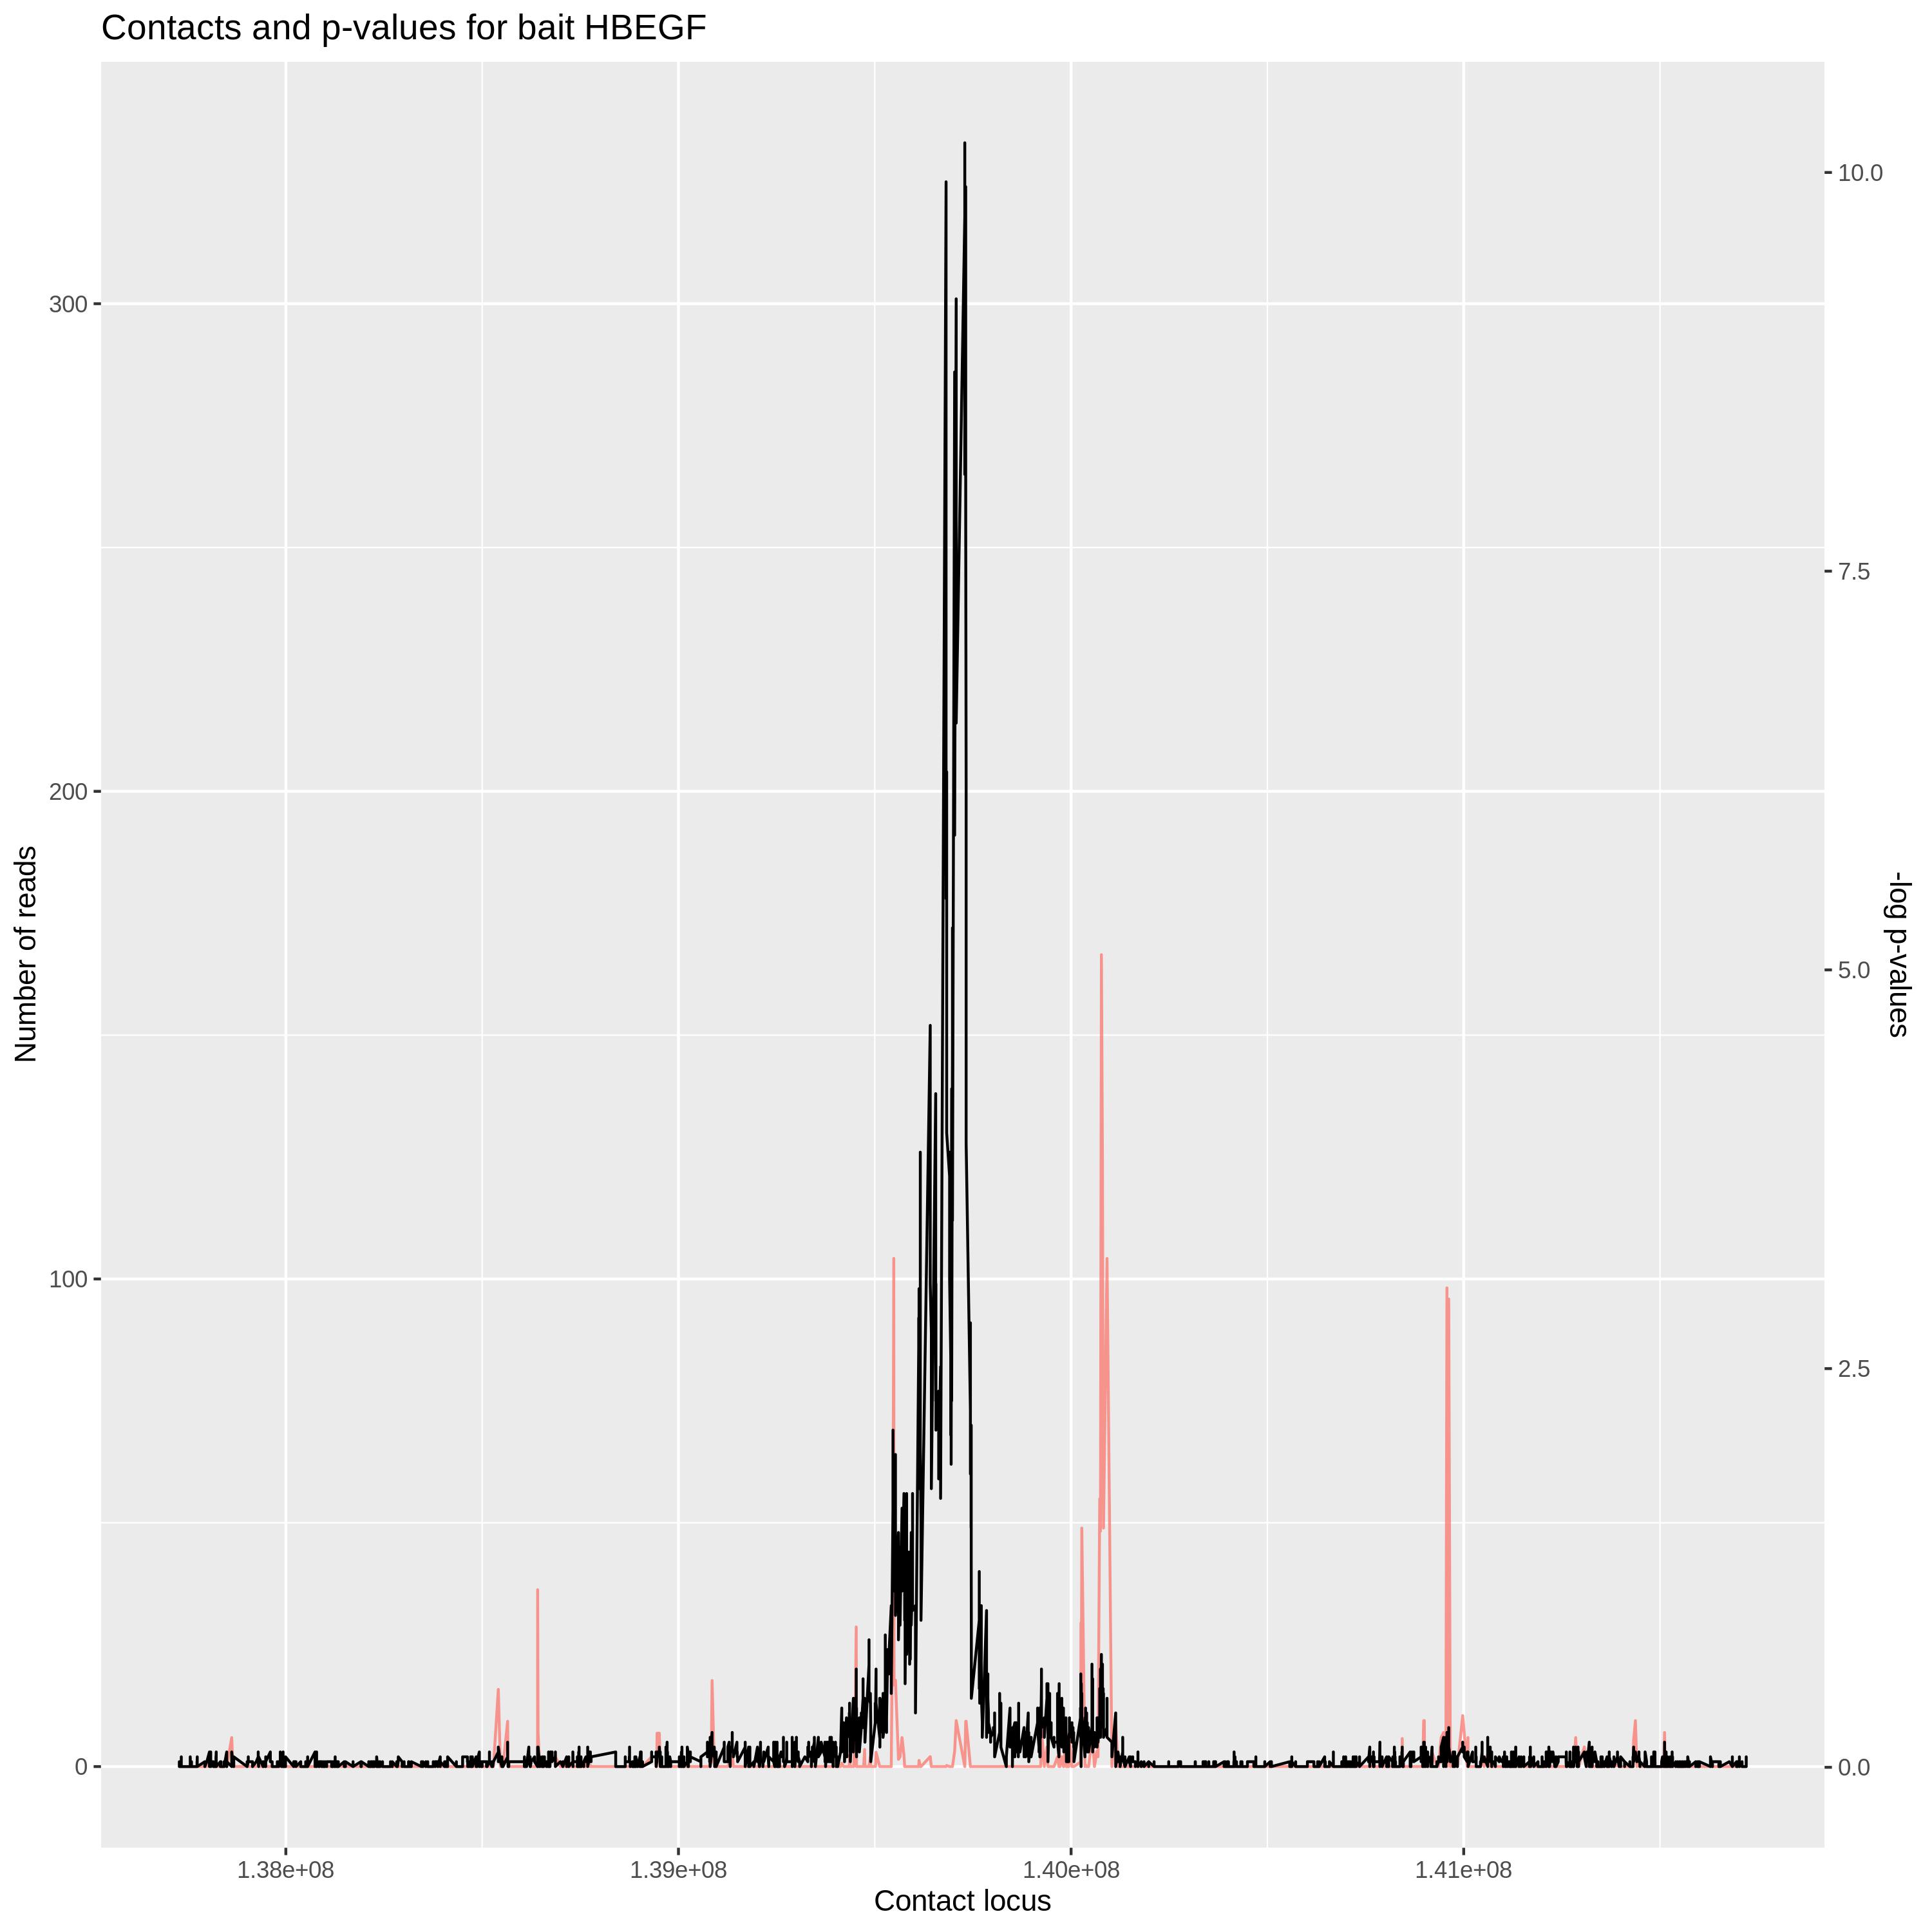 Contacts and p-values for bait HBEGF
Number of reads
300
200
100
0
10.0
7.5
5.0
2.5
0.0
-log p-values
1.38e+08
1.39e+08
1.40e+08
1.41e+08
Contact locus